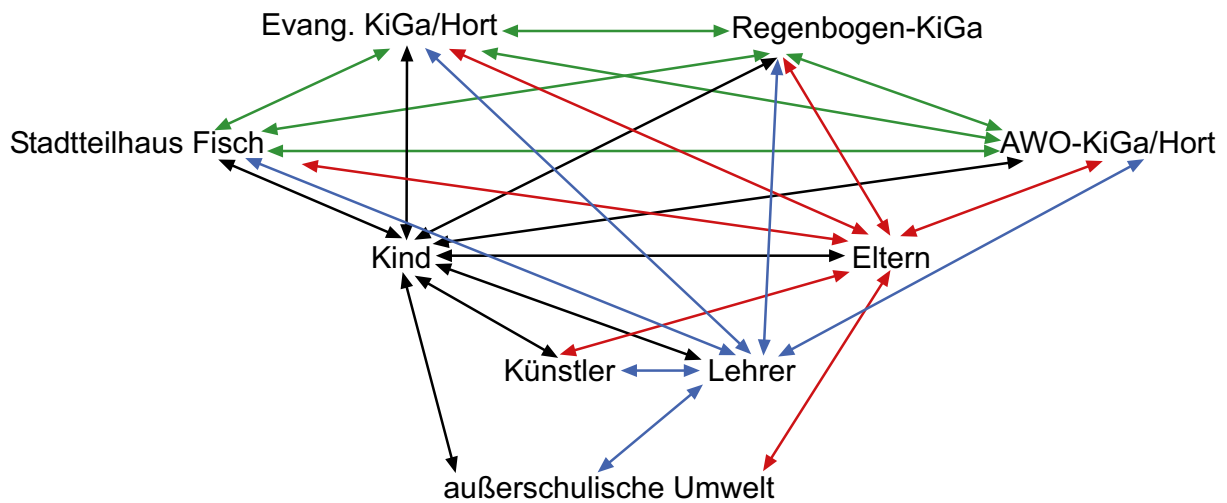 Evang. KiGa/Hort
Regenbogen-KiGa
Stadtteilhaus Fisch
AWO-KiGa/Hort
Kind
Eltern
Künstler
Lehrer
außerschulische Umwelt